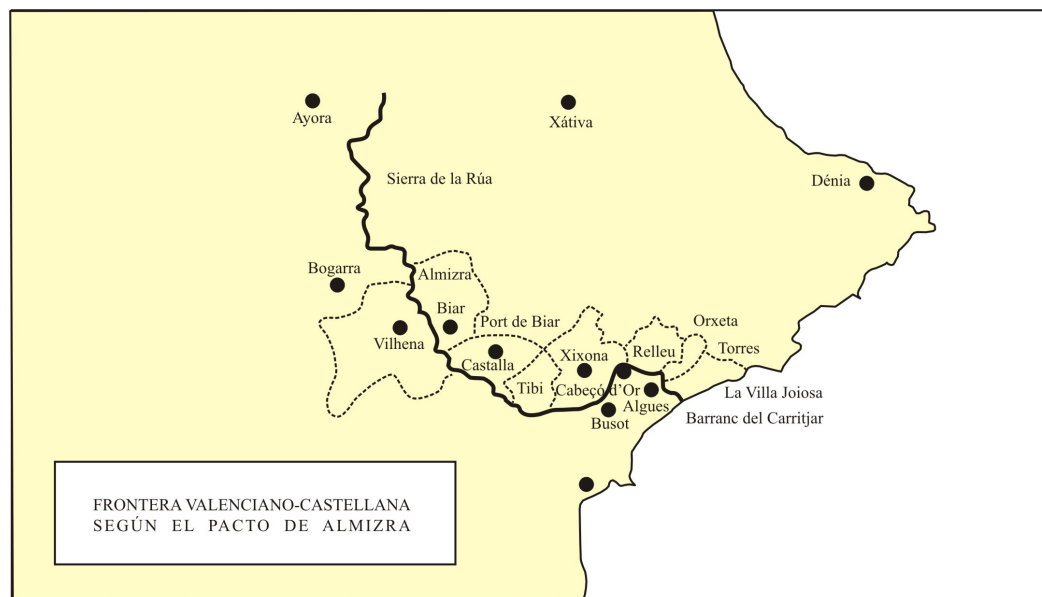 Ayora
Xátiva
Sierra de la Rúa
Dénia
Bogarra
Almizra
Biar
Port de Biar
Vilhena
Castalla
Orxeta
Xixona
Relleu
Torres
Tibi
Cabeçó d'Or
La Villa Joiosa
Algues
Busot
Barranc del Carritjar
FRONTERA VALENCIANO-CASTELLANA
SEGÚN EL PACTO DE ALMIZRA